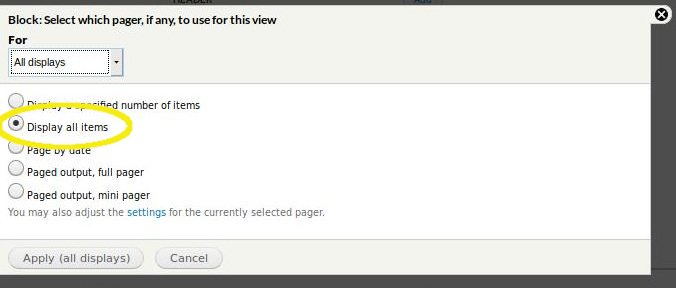 HEADER
Add
Block: Select which pager, if any, to use for this view
For
All displays
Display a specified number of items
Display all items
Page by date
Paged output, full pager
Paged output, mini pager
You may also adjust the settings for the currently selected pager.
Apply (all displays)
Cancel